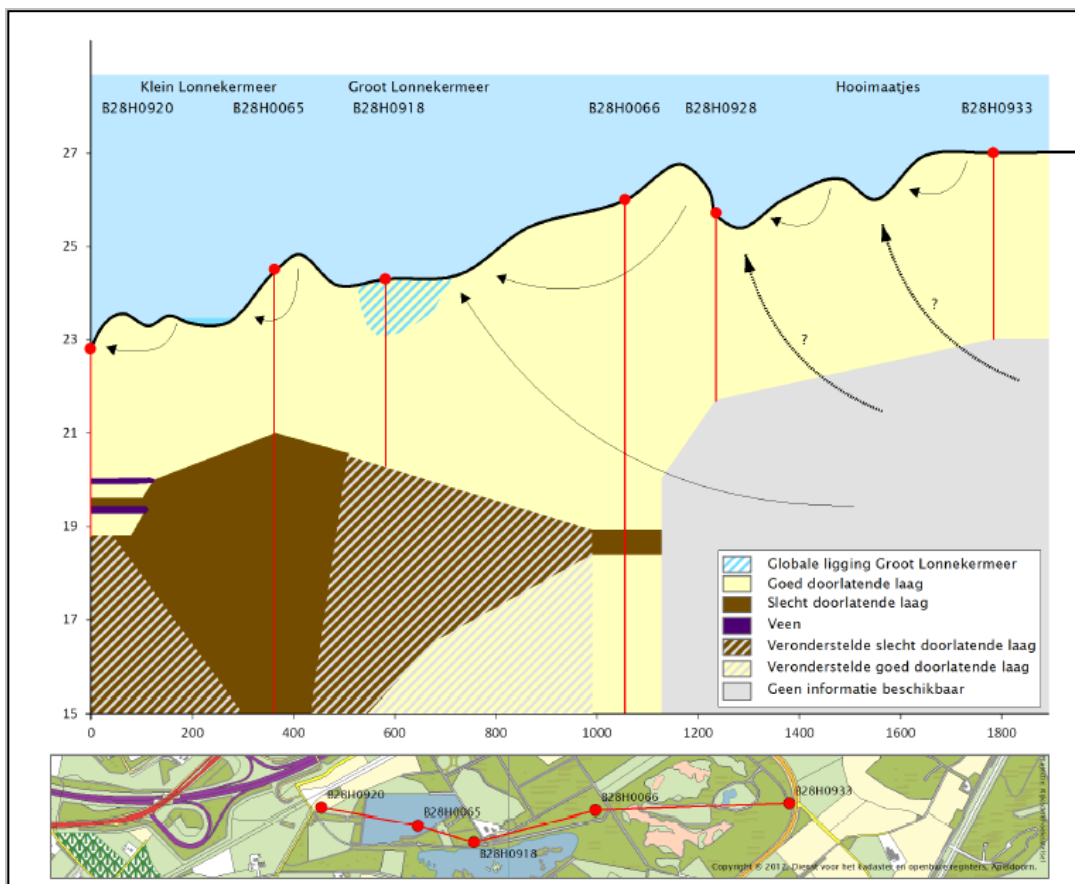 Klein Lonnekermeer Groot Lonnekermeer Hooimaatjes
B28H0920 B28H0065 B28H0918 B28H0066 B28H0928 B28H0933
27
25
23
21
19
17
15
?
?
Globale ligging Groot Lonnekermeer
Goed doorlatende laag
Slecht doorlatende laag
Veen
Veronderstelde slecht doorlatende laag
Veronderstelde goed doorlatende laag
Geen informatie beschikbaar
0 200 400 600 800 1000 1200 1400 1600 1800
B28H0920
B28H0065
B28H0918
B28H0066
B28H0933
Copyright © 2012, Dienst voor het kadaster en openbare registers, Apeldoorn.